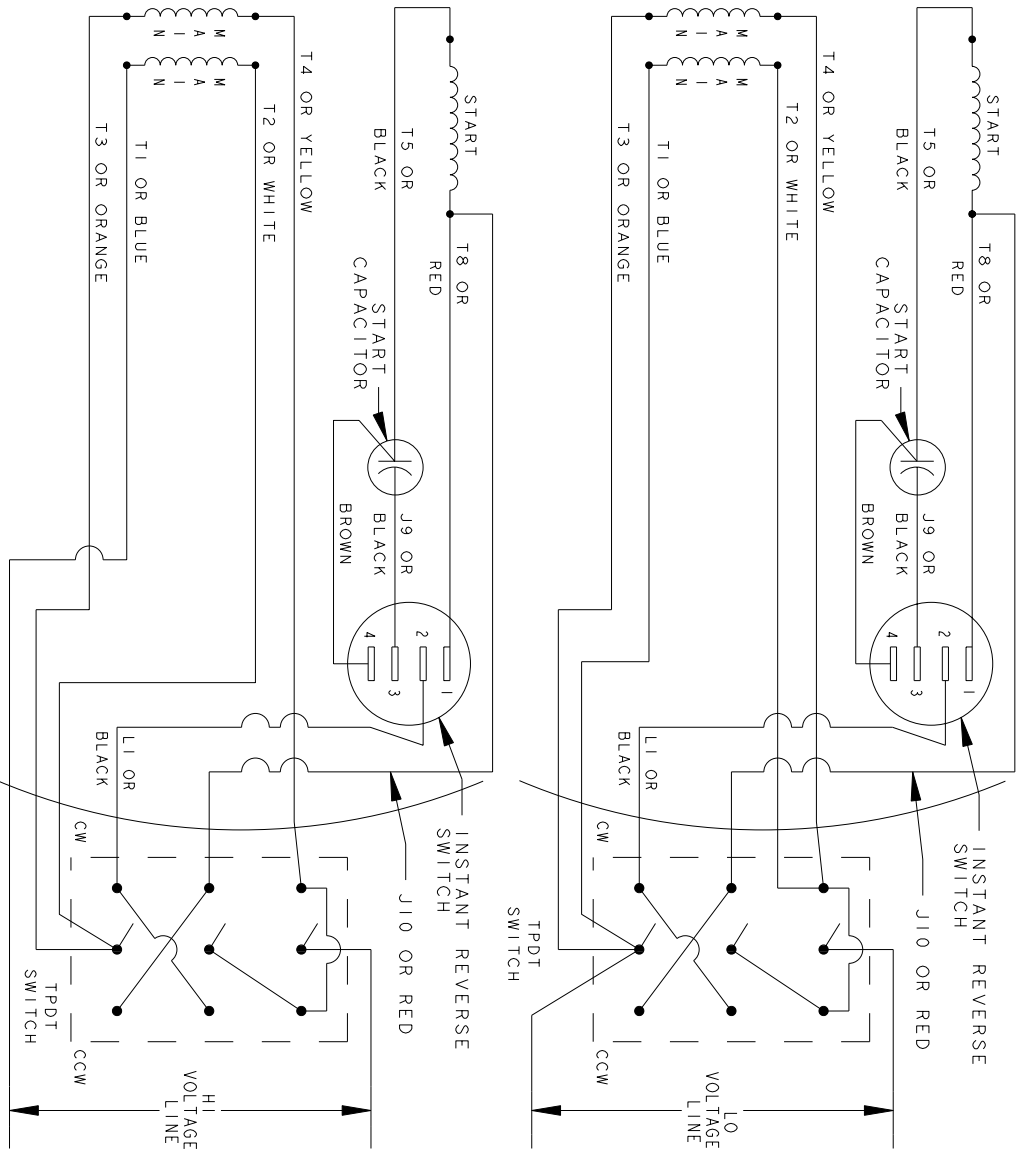 START
T5 OR
BLACK
T8 OR
RED
START
CAPACITOR
J9 OR
BLACK
BROWN
1
2
3
4
INSTANT REVERSE
SWITCH
J10 OR RED
MAIN
MAIN
T4 OR YELLOW
T2 OR WHITE
T1 OR BLUE
T3 OR ORANGE
L1 OR
BLACK
CW
CCW
TPDT
SWITCH
LO
VOLTAGE
LINE
START
T5 OR
BLACK
T8 OR
RED
START
CAPACITOR
J9 OR
BLACK
BROWN
1
2
3
4
INSTANT REVERSE
SWITCH
J10 OR RED
MAIN
MAIN
T4 OR YELLOW
T2 OR WHITE
T1 OR BLUE
T3 OR ORANGE
L1 OR
BLACK
CW
CCW
TPDT
SWITCH
HI
VOLTAGE
LINE